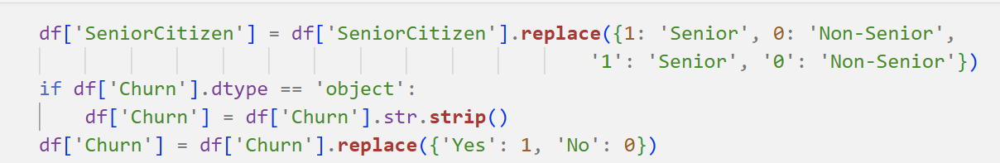 df['SeniorCitizen'] = df['SeniorCitizen'].replace({1: 'Senior', 0: 'Non-Senior',
'1': 'Senior', '0': 'Non-Senior'})
if df['Churn'].dtype == 'object':
df['Churn'] = df['Churn'].str.strip()
df['Churn'] = df['Churn'].replace({'Yes': 1, 'No': 0})